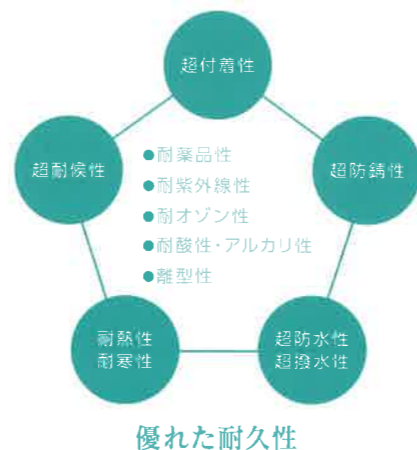 超付着性
超耐候性
●耐薬品性
●耐紫外線性
●耐オゾン性
●耐酸性・アルカリ性
●離型性
超防錆性
耐熱性
耐寒性
超防水性
超撥水性
優れた耐久性